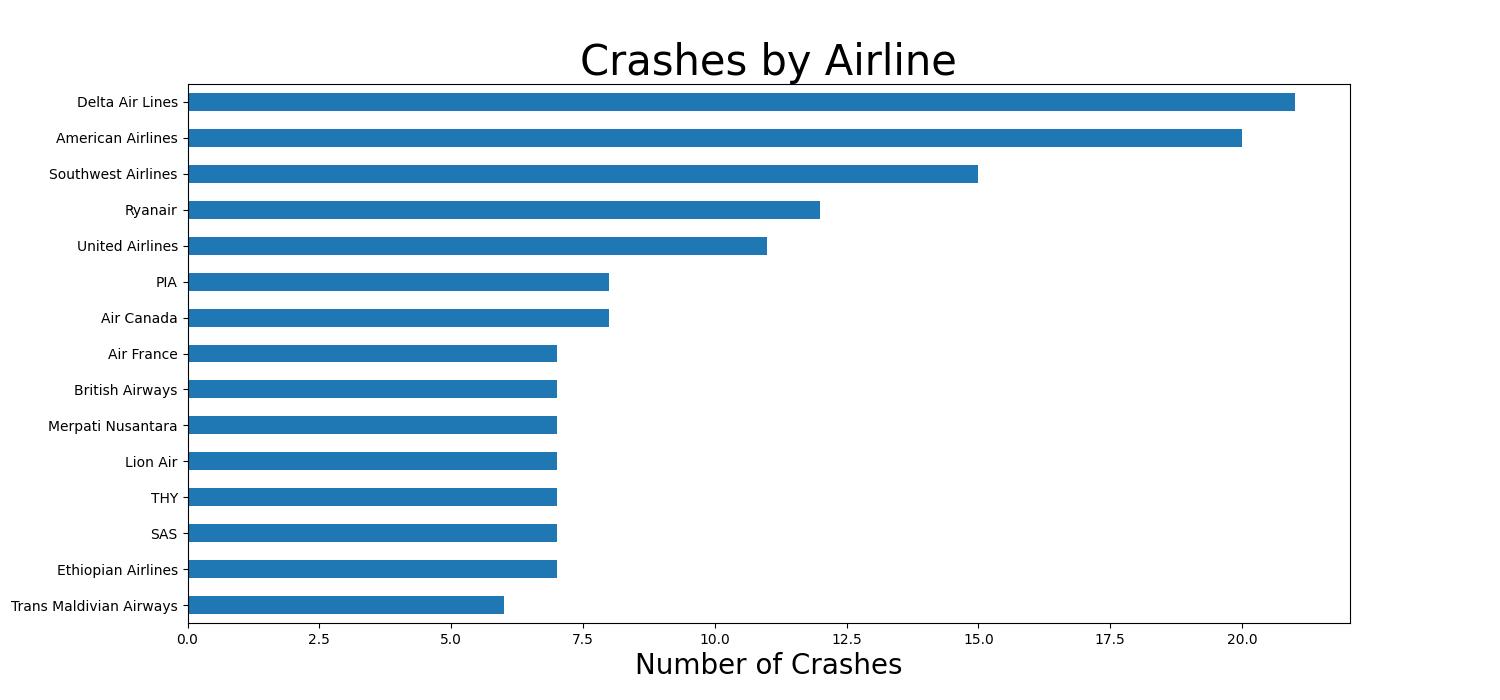 Crashes by Airline
Delta Air Lines
American Airlines
Southwest Airlines
Ryanair
United Airlines
PIA
Air Canada
Air France
British Airways
Merpati Nusantara
Lion Air
THY
SAS
Ethiopian Airlines
Trans Maldivian Airways
0.0 2.5 5.0 7.5 10.0 12.5 15.0 17.5 20.0
Number of Crashes